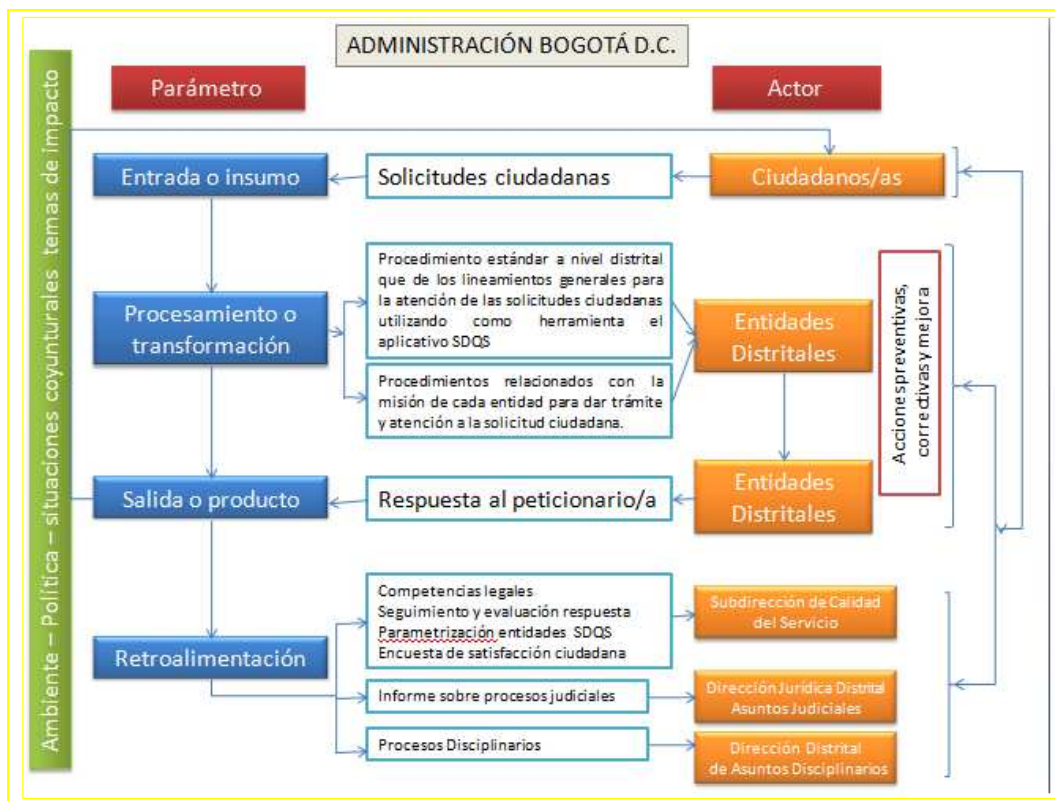 ADMINISTRACIÓN BOGOTÁ D.C.
Parámetro
Actor
Ambiente – Política – situaciones coyunturales temas de impacto
Entrada o insumo
Solicitudes ciudadanas
Ciudadanos/as
Procesamiento o
transformación
Procedimiento estándar a nivel distrital
que de los lineamientos generales para
la atención de las solicitudes ciudadanas
utilizando como herramienta el
aplicativo SDQS
Procedimientos relacionados con la
misión de cada entidad para dar trámite
y atención a la solicitud ciudadana.
Entidades
Distritales
Acciones preventivas,
correctivas y mejora
Salida o producto
Respuesta al peticionario/a
Entidades
Distritales
Retroalimentación
Competencias legales
Seguimiento y evaluación respuesta
Parametrización entidades SDQS
Encuesta de satisfacción ciudadana
Subdirección de Calidad
del Servicio
Informe sobre procesos judiciales
Dirección Jurídica Distrital
Asuntos Judiciales
Procesos Disciplinarios
Dirección Distrital
de Asuntos Disciplinarios